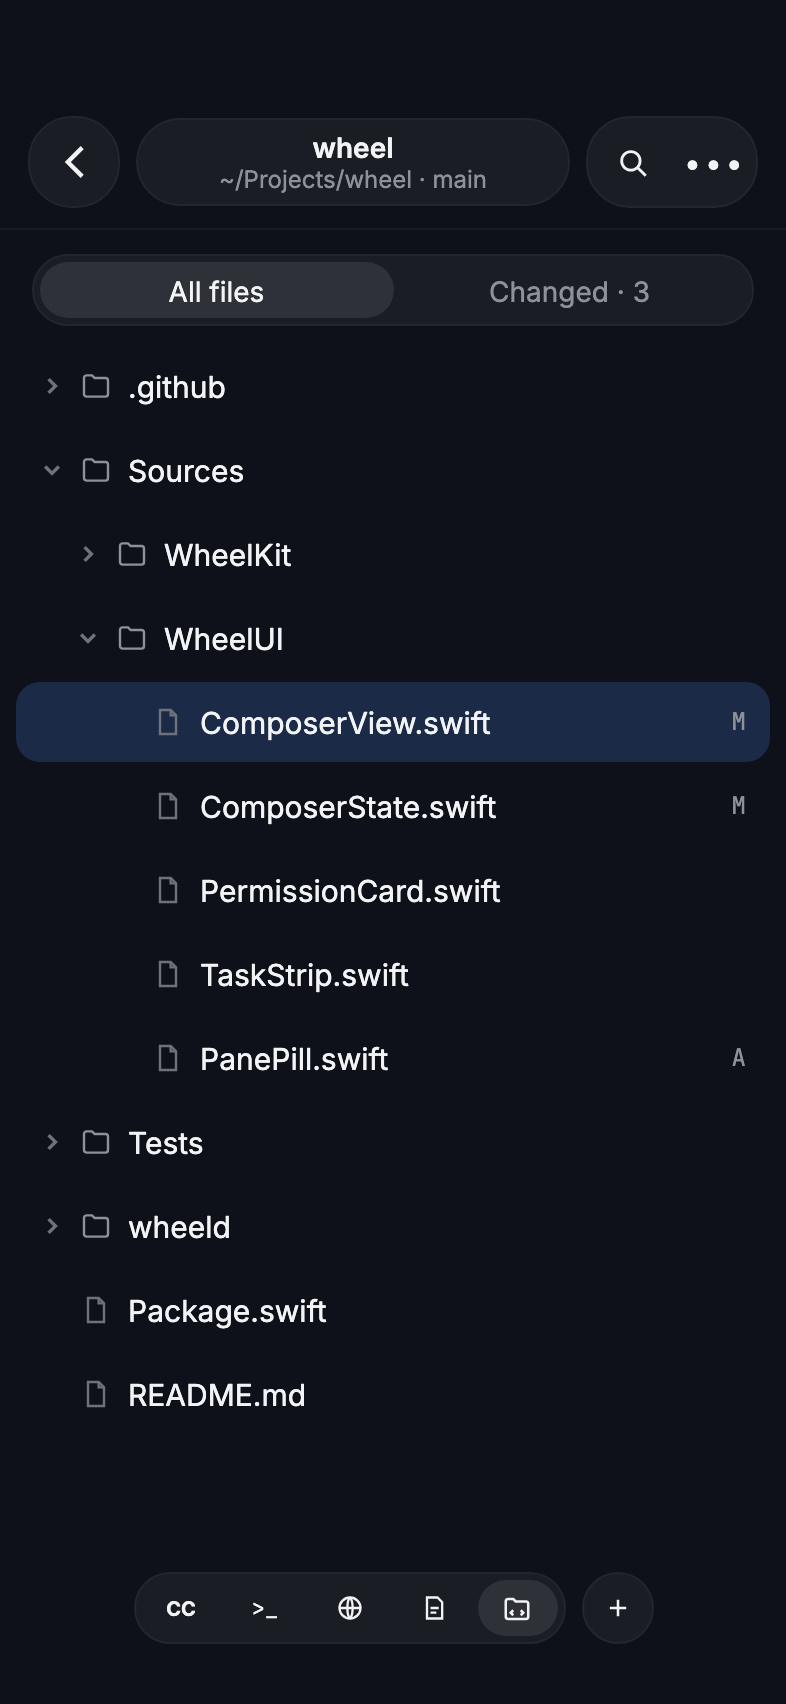 wheel
~/Projects/wheel · main
All files
Changed · 3
.github
Sources
WheelKit
WheelUI
ComposerView.swift M
ComposerState.swift M
PermissionCard.swift
TaskStrip.swift
PanePill.swift A
Tests
wheeld
Package.swift
README.md
CC >_ +